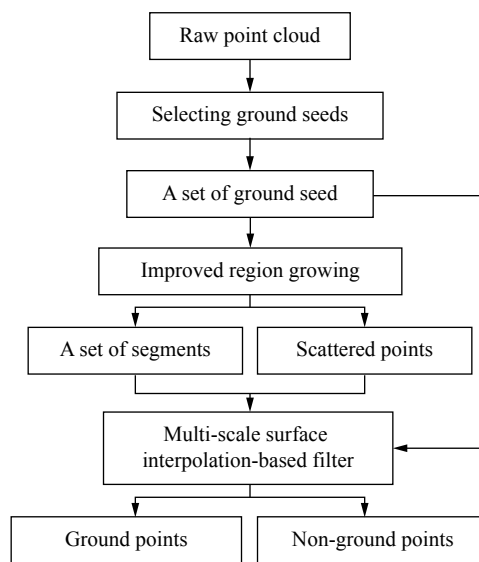 Raw point cloud
Selecting ground seeds
A set of ground seed
Improved region growing
A set of segments
Scattered points
Multi-scale surface
interpolation-based filter
Ground points
Non-ground points